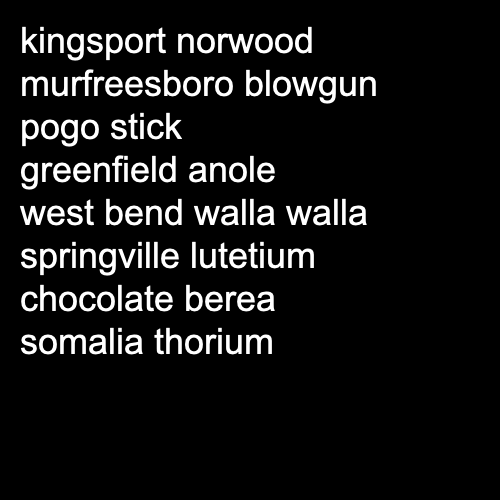 kingsport norwood
murfreesboro blowgun
pogo stick
greenfield anole
west bend walla walla
springville lutetium
chocolate berea
somalia thorium